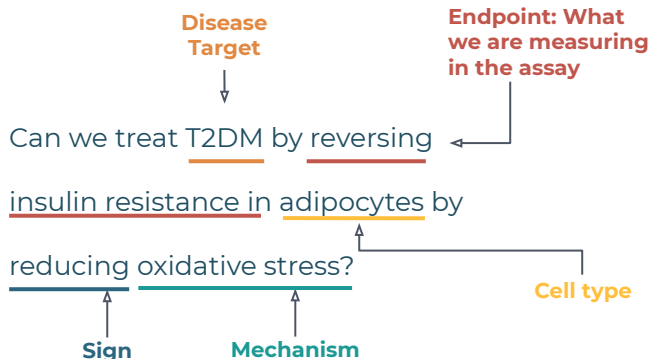 Disease
Target
Endpoint: What
we are measuring
in the assay
Can we treat T2DM by reversing
insulin resistance in adipocytes by
reducing oxidative stress?
Cell type
Sign
Mechanism